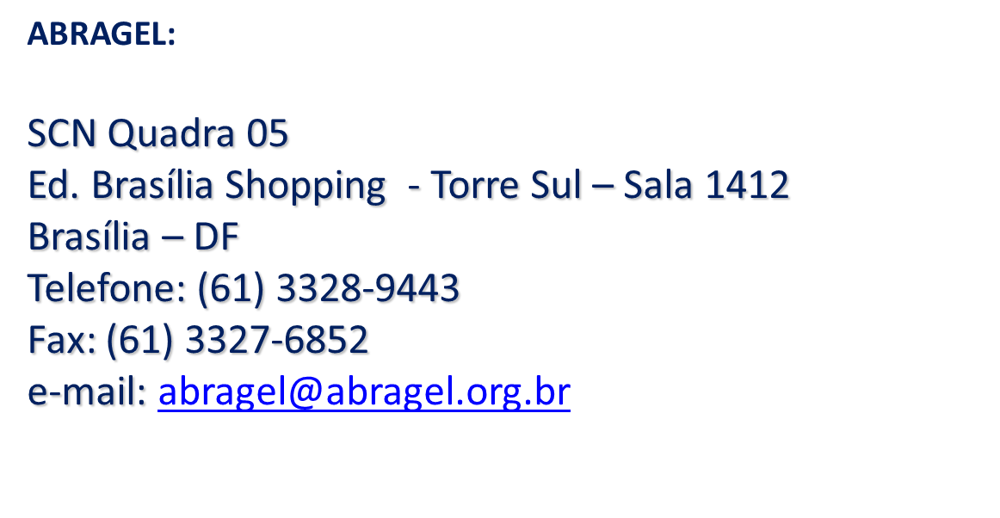 ABRAGEL:
SCN Quadra 05
Ed. Brasília Shopping  - Torre Sul – Sala 1412
Brasília – DF
Telefone: (61) 3328-9443
Fax: (61) 3327-6852
e-mail: abragel@abragel.org.br